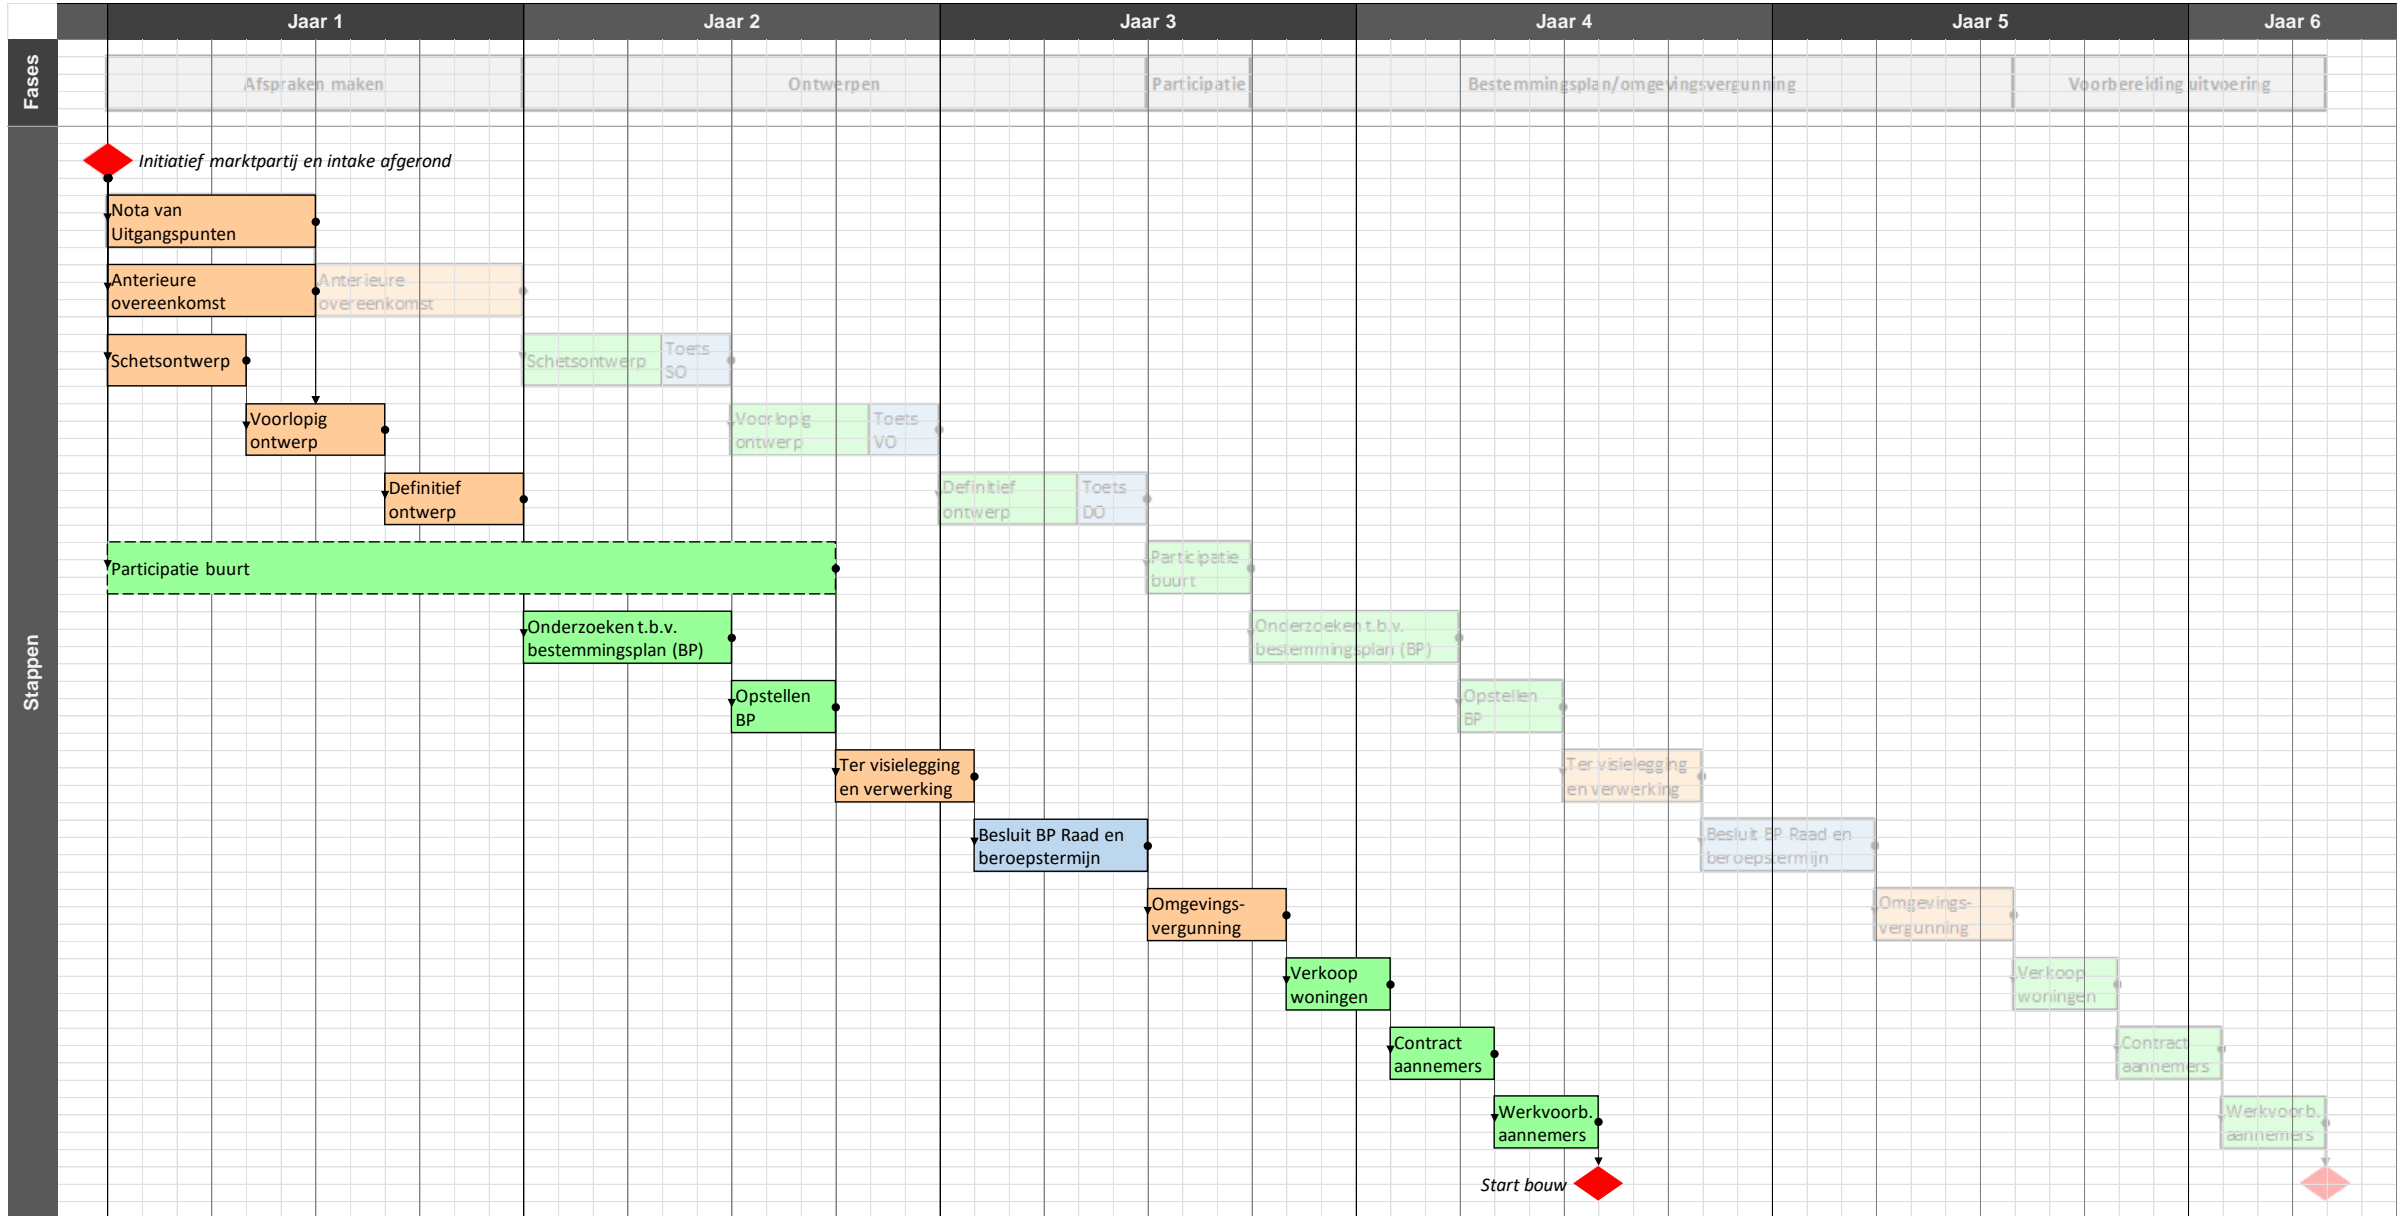 Jaar 1
Jaar 2
Jaar 3
Jaar 4
Jaar 5
Jaar 6
Fases
Afspraken maken
Ontwerpen
Participatie
Bestemmingsplan/omgevingsvergunning
Voorbereiding uitvoering
Stappen
Initiatief marktpartij en intake afgerond
Nota van
Uitgangspunten
Anterieure
overeenkomst
Anterieure
overeenkomst
Schetsontwerp
Schetsontwerp
Toets
SO
Voorlopig
ontwerp
Voorlopig
ontwerp
Toets
VO
Definitief
ontwerp
Definitief
ontwerp
Toets
DO
Participatie buurt
Participatie
buurt
Onderzoeken t.b.v.
bestemmingsplan (BP)
Onderzoeken t.b.v.
bestemmingsplan (BP)
Opstellen
BP
Opstellen
BP
Ter visielegging
en verwerking
Ter visielegging
en verwerking
Besluit BP Raad en
beroepstermijn
Besluit BP Raad en
beroepstermijn
Omgevings-
vergunning
Omgevings-
vergunning
Verkoop
woningen
Verkoop
woningen
Contract
aannemers
Contract
aannemers
Werkvoorb.
aannemers
Werkvoorb.
aannemers
Start bouw